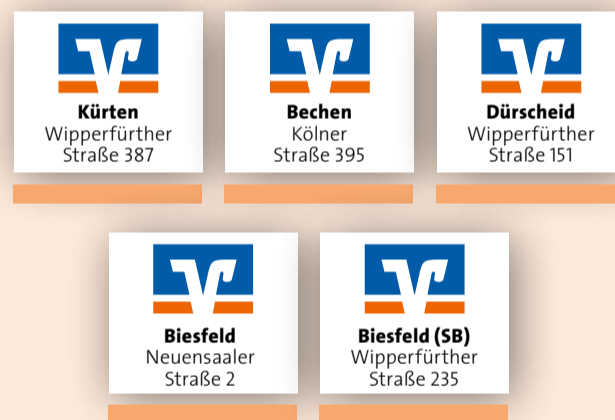 Kürten
Wipperfürther
Straße 387
Bechen
Kölner
Straße 395
Dürscheid
Wipperfürther
Straße 151
Biesfeld
Neuensaaler
Straße 2
Biesfeld (SB)
Wipperfürther
Straße 235